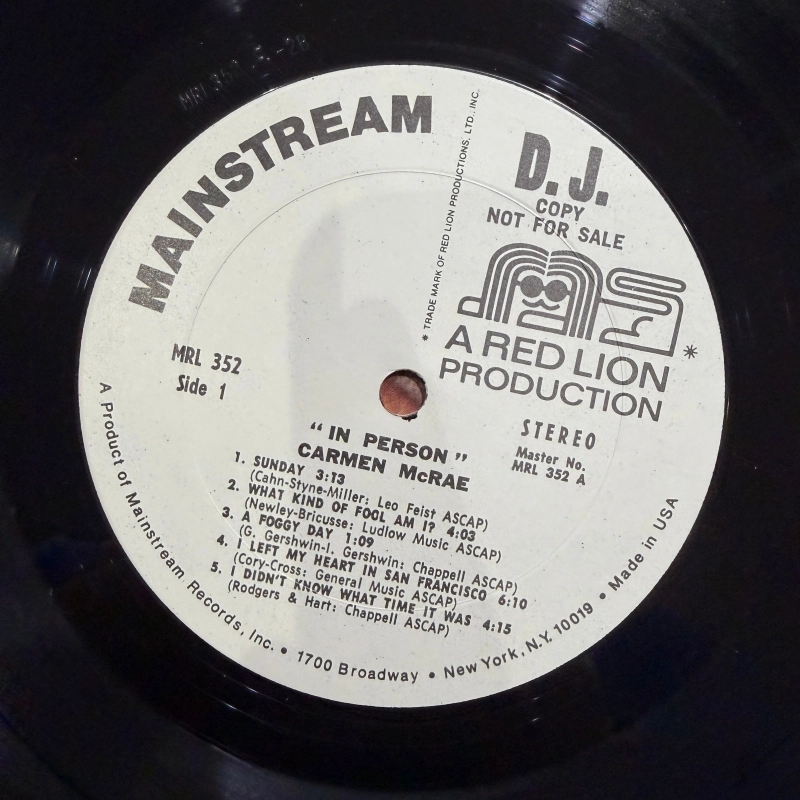 MAINSTREAM
* TRADE MARK OF RED LION PRODUCTIONS, LTD., INC.
D.J.
COPY
NOT FOR SALE
A RED LION *
PRODUCTION
MRL 352
Side 1
STEREO
Master No.
MRL 352 A
"IN PERSON"
CARMEN McRAE
1. SUNDAY 3:13
(Cahn-Styne-Miller: Leo Feist ASCAP)
2. WHAT KIND OF FOOL AM I? 4:03
(Newley-Bricusse: Ludlow Music ASCAP)
3. A FOGGY DAY 1:09
(G. Gershwin-I. Gershwin: Chappell ASCAP)
4. I LEFT MY HEART IN SAN FRANCISCO 6:10
(Cory-Cross: General Music ASCAP)
5. I DIDN'T KNOW WHAT TIME IT WAS 4:15
(Rodgers & Hart: Chappell ASCAP)
A Product of Mainstream Records, Inc. • 1700 Broadway • New York, N.Y. 10019 • Made in USA